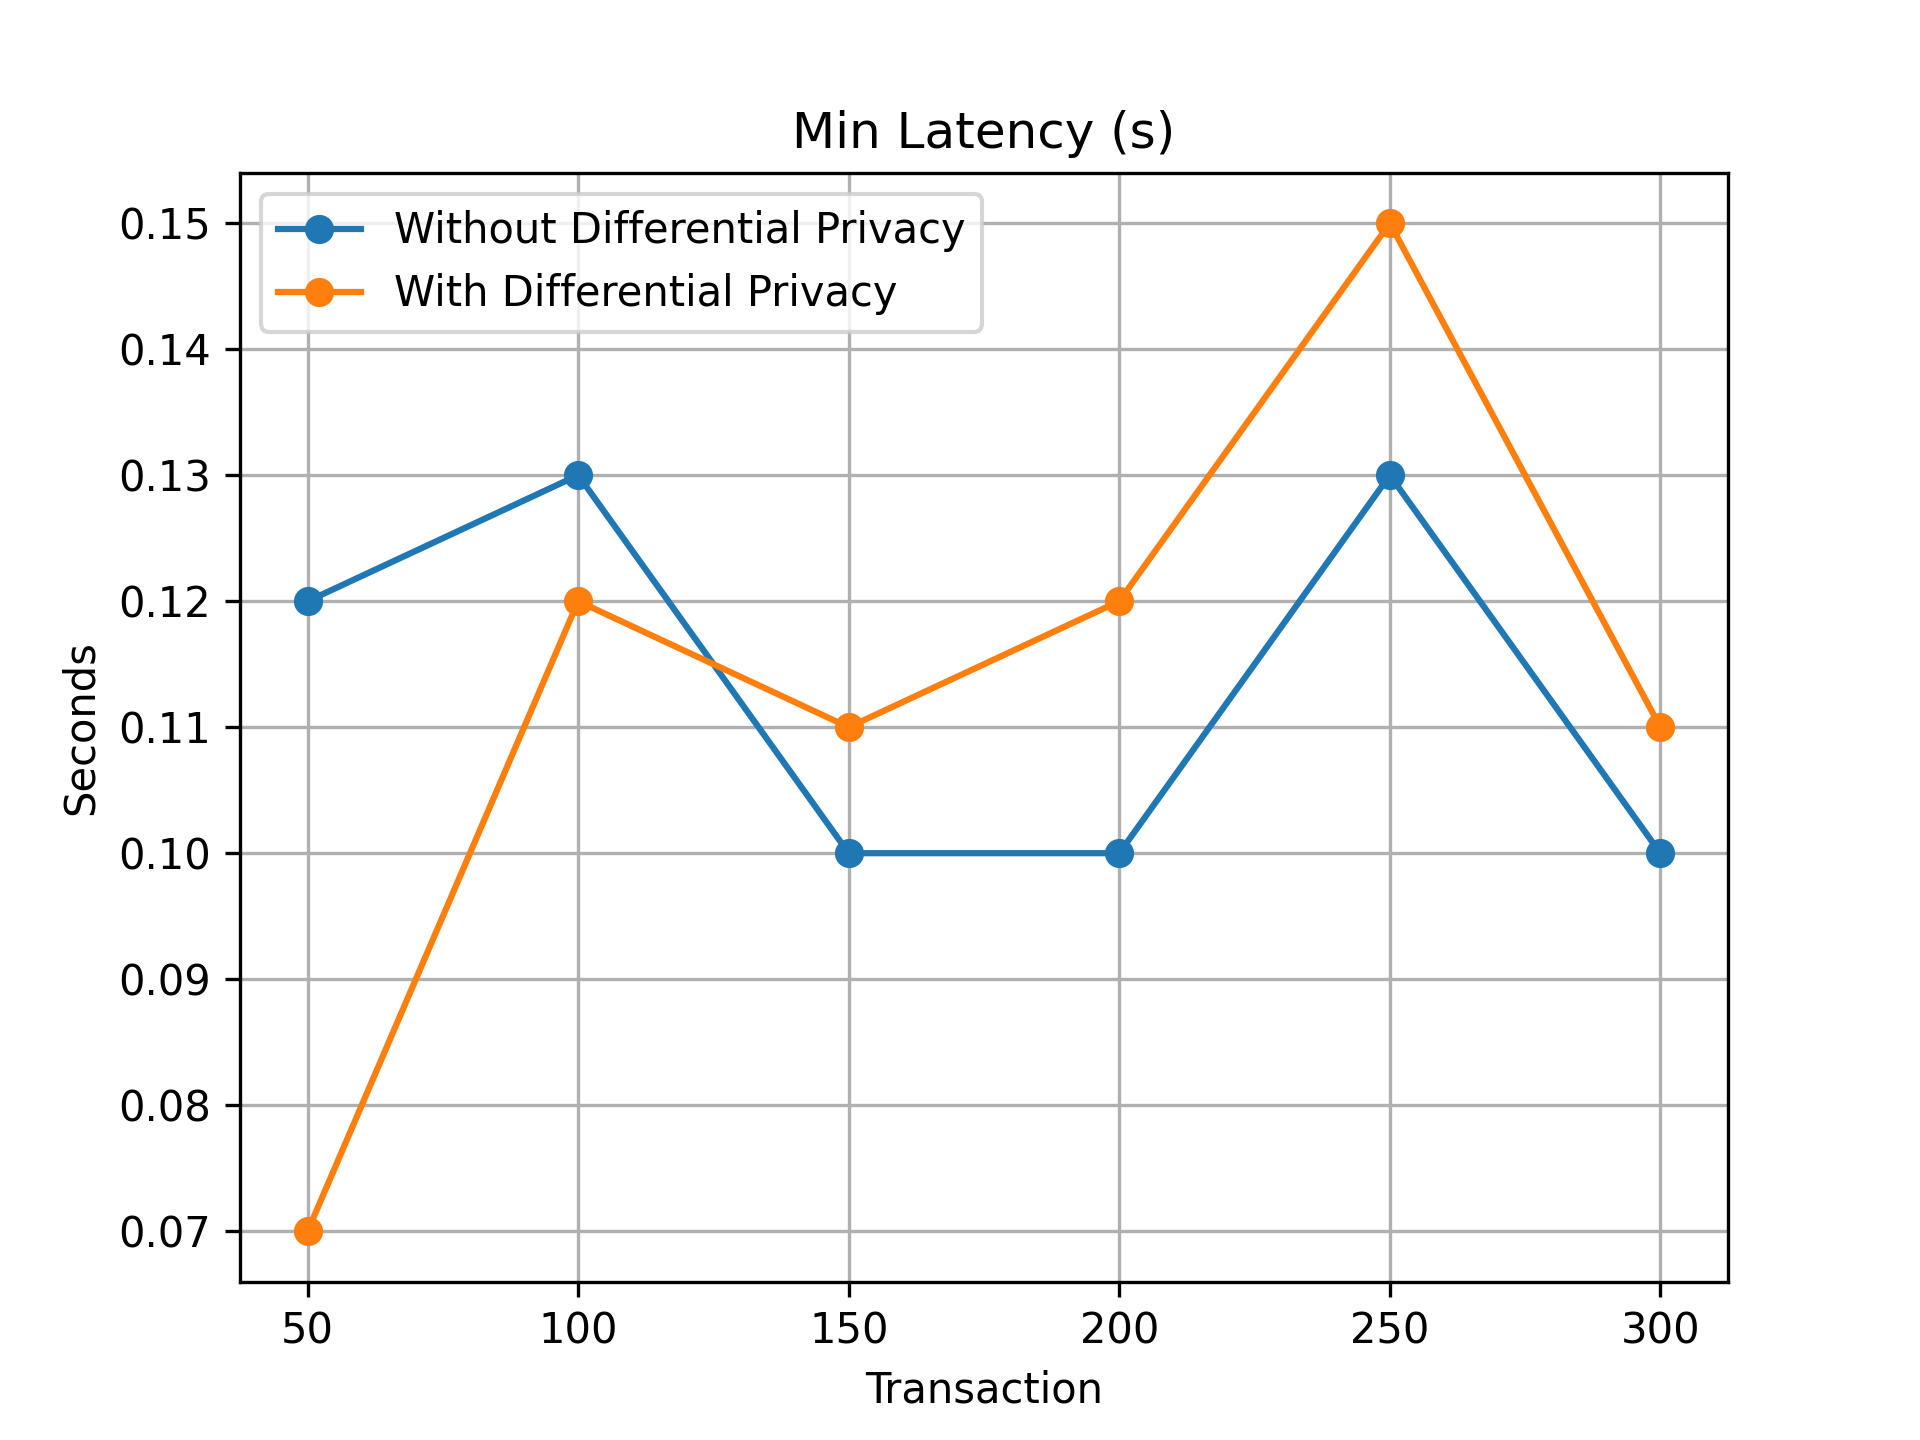 Min Latency (s)
Without Differential Privacy
With Differential Privacy
0.15
0.14
0.13
0.12
0.11
0.10
0.09
0.08
0.07
Seconds
50 100 150 200 250 300
Transaction